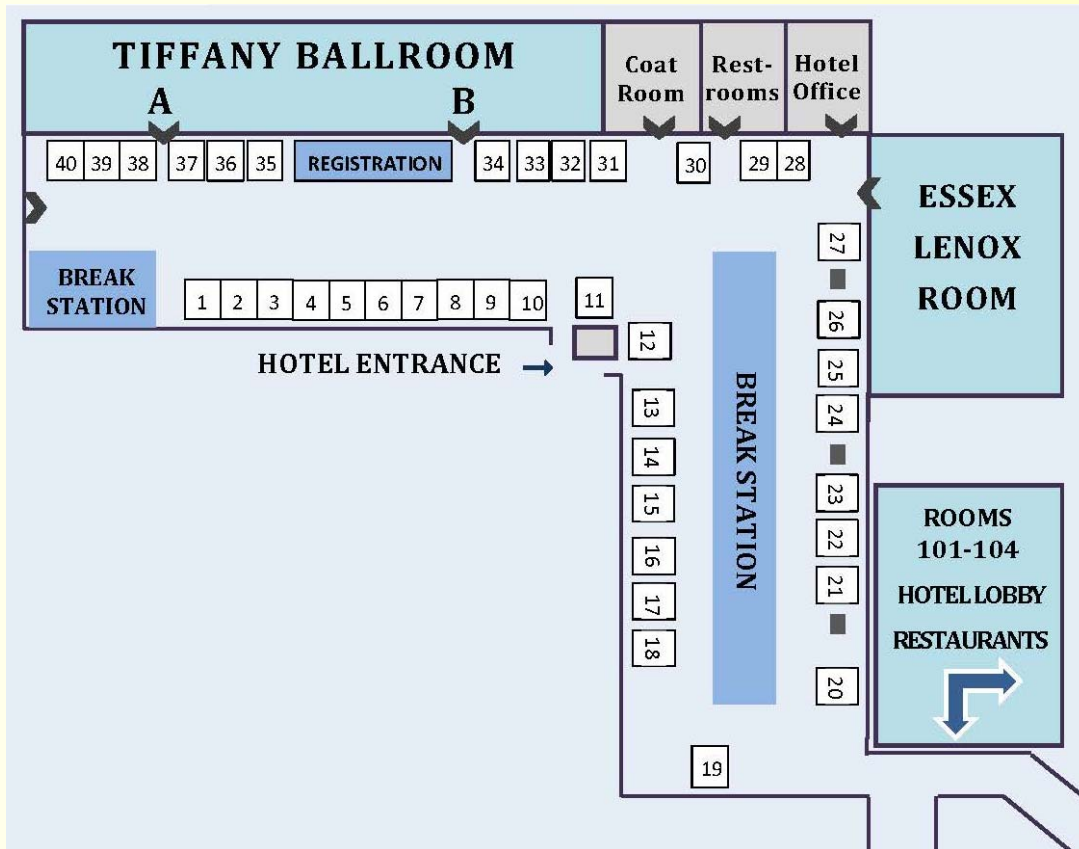 TIFFANY BALLROOM
A
B
Coat
Room
Rest-
rooms
Hotel
Office
40 39 38 37 36 35 REGISTRATION 34 33 32 31 30 29 28
ESSEX
LENOX
ROOM
27
BREAK
STATION
1 2 3 4 5 6 7 8 9 10 11
12
26
HOTEL ENTRANCE
25
13
24
14
BREAK STATION
23
15
22
16
21
17
18
20
19
ROOMS
101-104
HOTEL LOBBY
RESTAURANTS